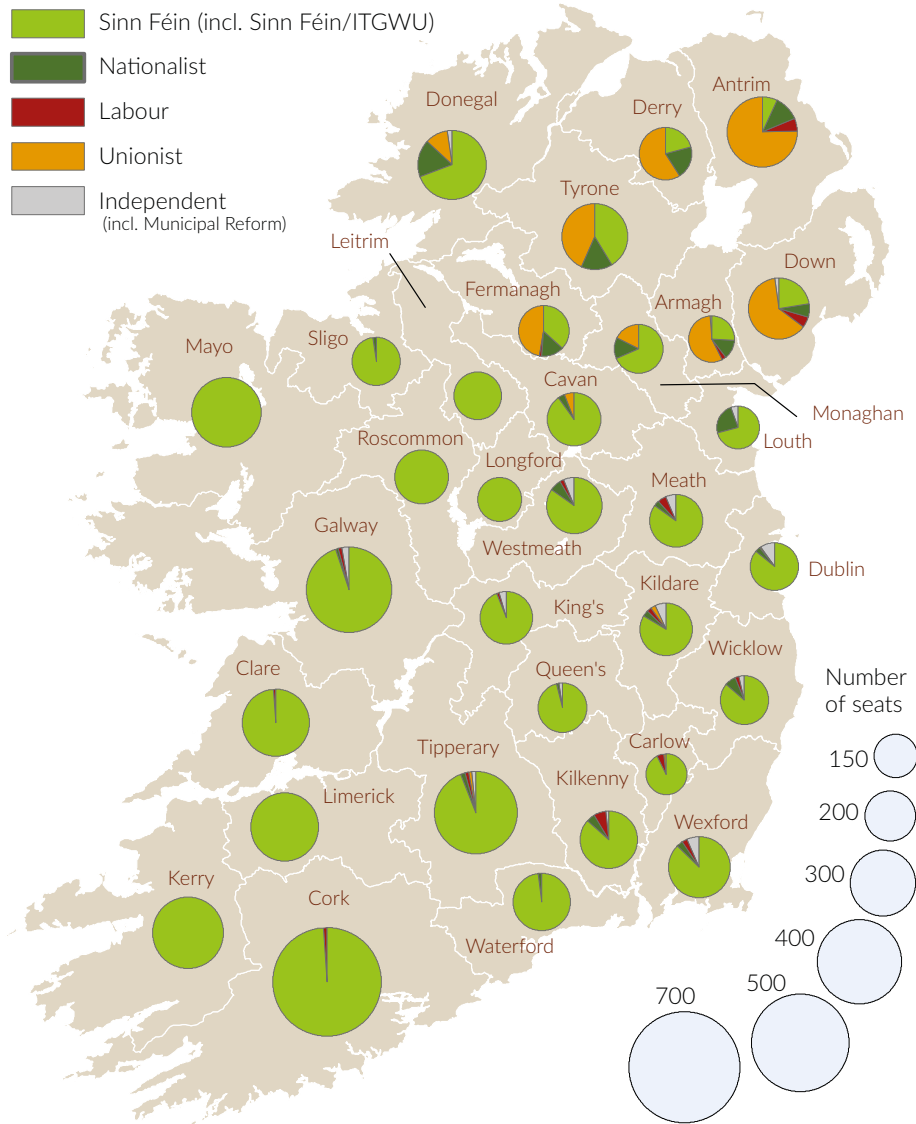 Sinn Féin (incl. Sinn Féin/ITGWU)
Nationalist
Labour
Unionist
Independent
(incl. Municipal Reform)
Antrim
Donegal
Derry
Tyrone
Leitrim
Down
Fermanagh
Armagh
Sligo
Mayo
Cavan
Monaghan
Roscommon
Louth
Longford
Meath
Galway
Westmeath
Dublin
Kildare
King's
Wicklow
Clare
Queen's
Number
of seats
Carlow
Tipperary
150
Kilkenny
Limerick
200
Wexford
Kerry
300
Cork
400
Waterford
500
700